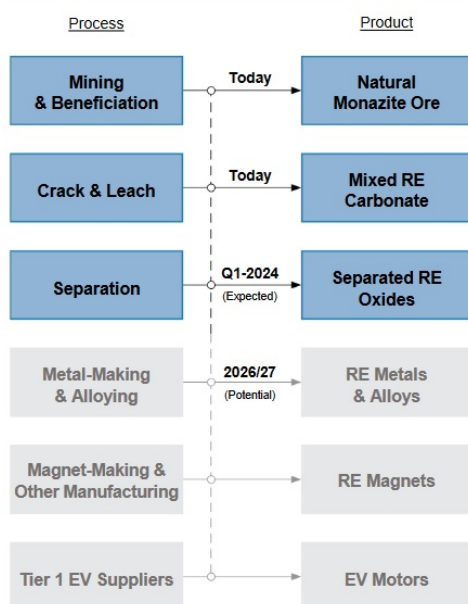 Process
Product
Mining
& Beneficiation
Today
Natural
Monazite Ore
Crack & Leach
Today
Mixed RE
Carbonate
Separation
Q1-2024
(Expected)
Separated RE
Oxides
Metal-Making
& Alloying
2026/27
(Potential)
RE Metals
& Alloys
Magnet-Making &
Other Manufacturing
RE Magnets
Tier 1 EV Suppliers
EV Motors